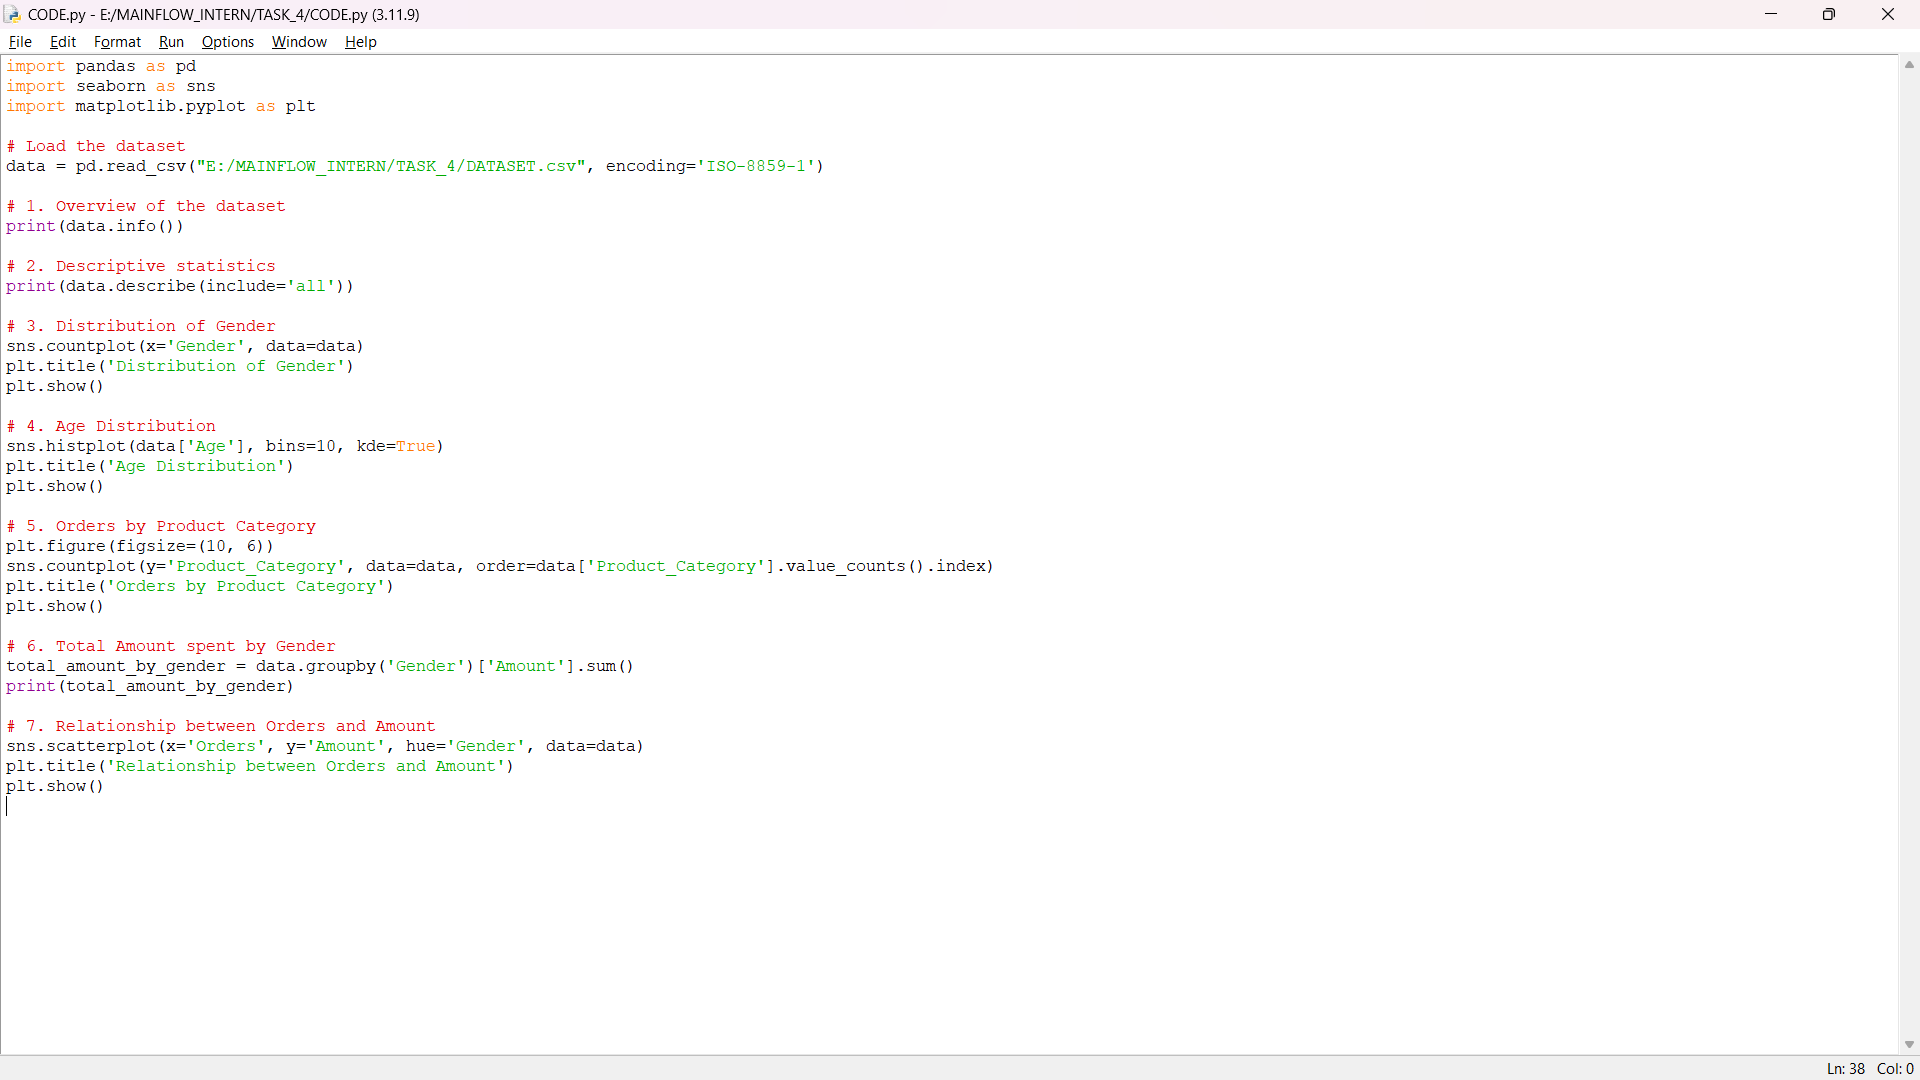 CODE.py - E:/MAINFLOW_INTERN/TASK_4/CODE.py (3.11.9)
File Edit Format Run Options Window Help
import pandas as pd
import seaborn as sns
import matplotlib.pyplot as plt
# Load the dataset
data = pd.read_csv("E:/MAINFLOW_INTERN/TASK_4/DATASET.csv", encoding='ISO-8859-1')
# 1. Overview of the dataset
print(data.info())
# 2. Descriptive statistics
print(data.describe(include='all'))
# 3. Distribution of Gender
sns.countplot(x='Gender', data=data)
plt.title('Distribution of Gender')
plt.show()
# 4. Age Distribution
sns.histplot(data['Age'], bins=10, kde=True)
plt.title('Age Distribution')
plt.show()
# 5. Orders by Product Category
plt.figure(figsize=(10, 6))
sns.countplot(y='Product_Category', data=data, order=data['Product_Category'].value_counts().index)
plt.title('Orders by Product Category')
plt.show()
# 6. Total Amount spent by Gender
total_amount_by_gender = data.groupby('Gender')['Amount'].sum()
print(total_amount_by_gender)
# 7. Relationship between Orders and Amount
sns.scatterplot(x='Orders', y='Amount', hue='Gender', data=data)
plt.title('Relationship between Orders and Amount')
plt.show()
Ln: 38 Col: 0